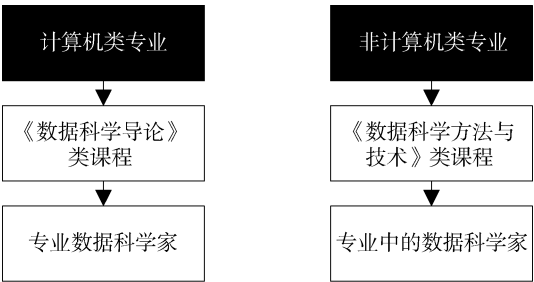 计算机类专业
《数据科学导论》
类课程
专业数据科学家
非计算机类专业
《数据科学方法与
技术》类课程
专业中的数据科学家